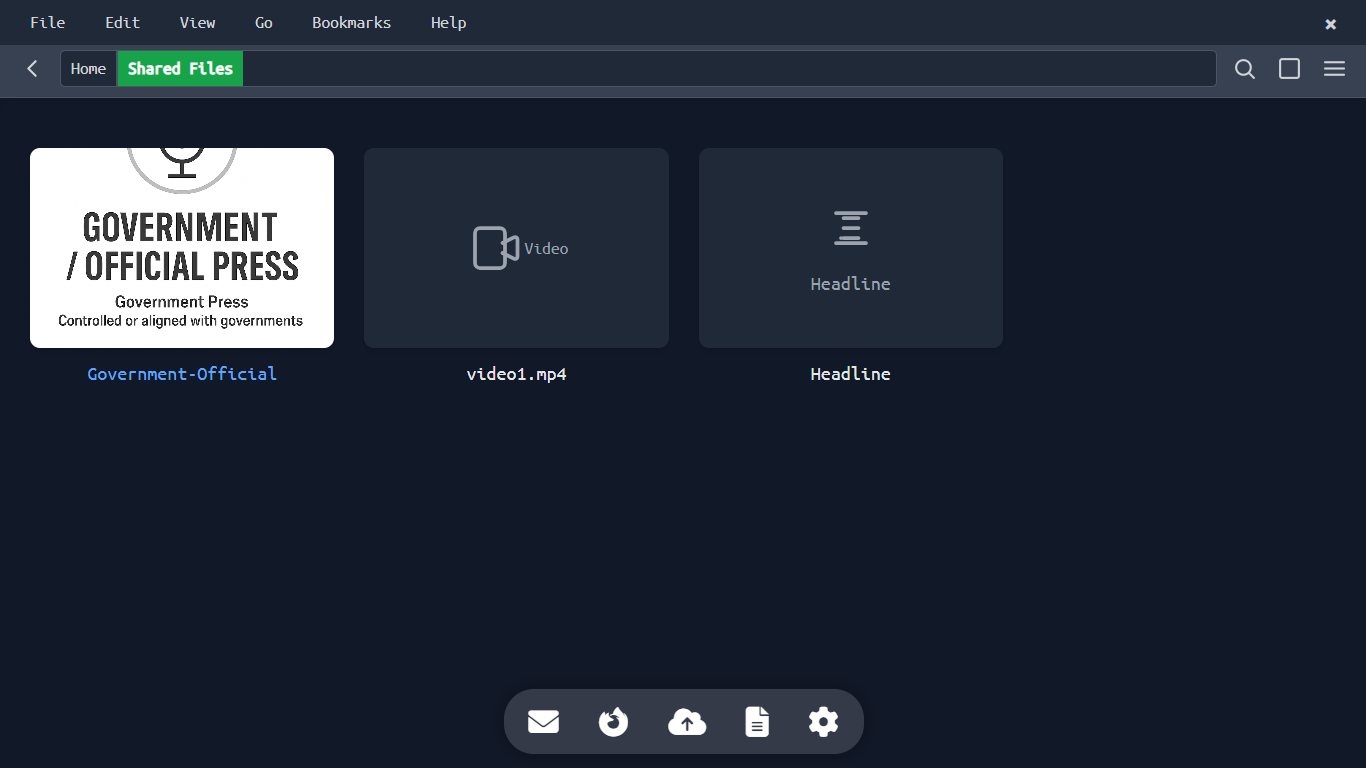 File Edit View Go Bookmarks Help
Home Shared Files
GOVERNMENT
/ OFFICIAL PRESS
Government Press
Controlled or aligned with governments
Video
Headline
Government-Official
video1.mp4
Headline